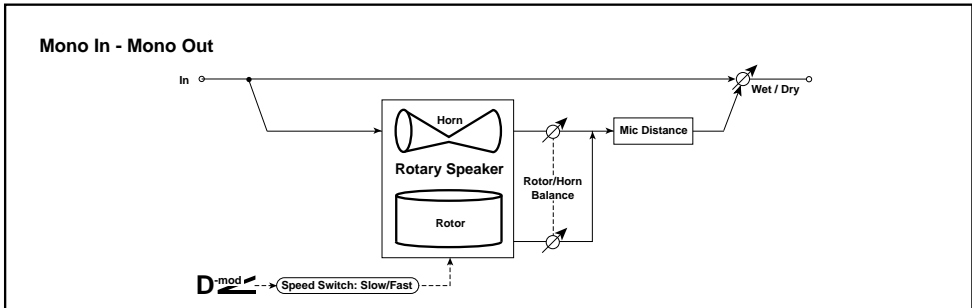 Mono In - Mono Out
In
Wet / Dry
Horn
Mic Distance
Rotary Speaker
Rotor/Horn
Balance
Rotor
D-mod
Speed Switch: Slow/Fast